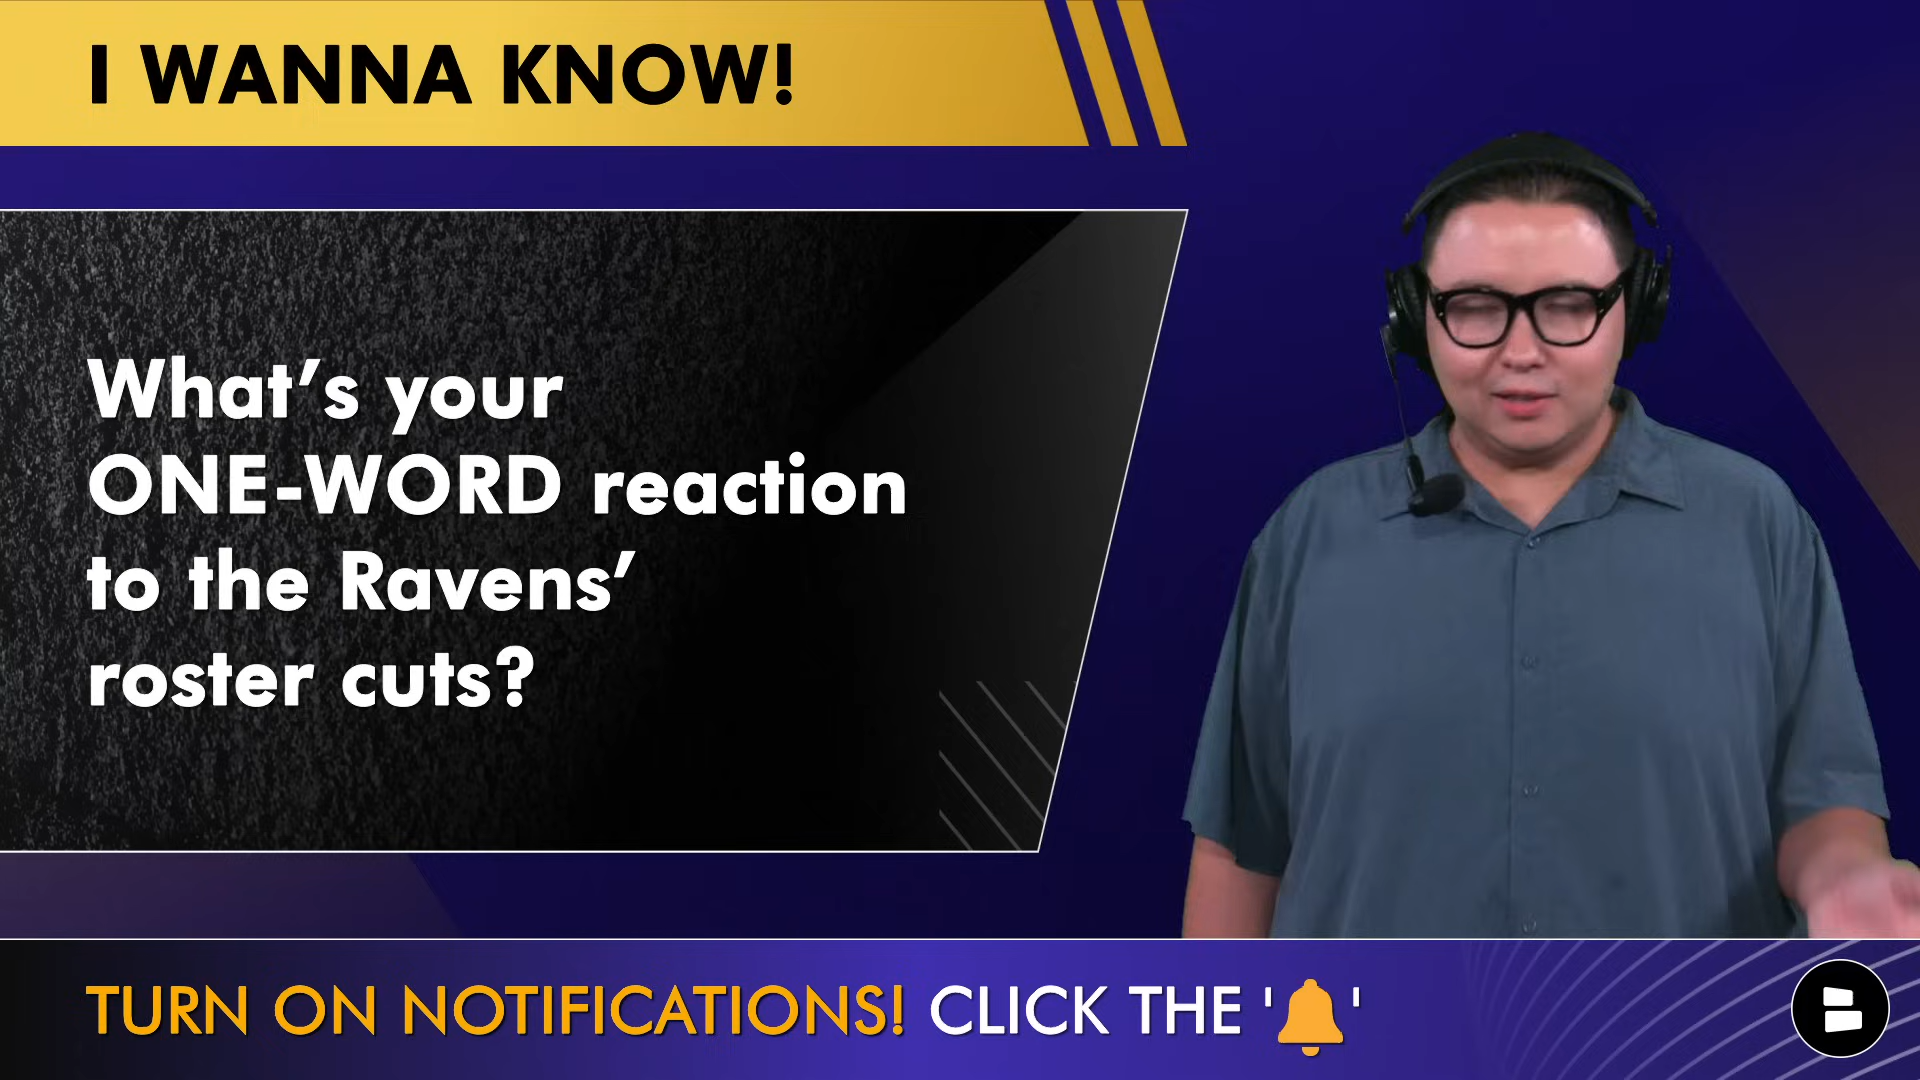 I WANNA KNOW!
What's your
ONE-WORD reaction
to the Ravens'
roster cuts?
TURN ON NOTIFICATIONS! CLICK THE '🔔'